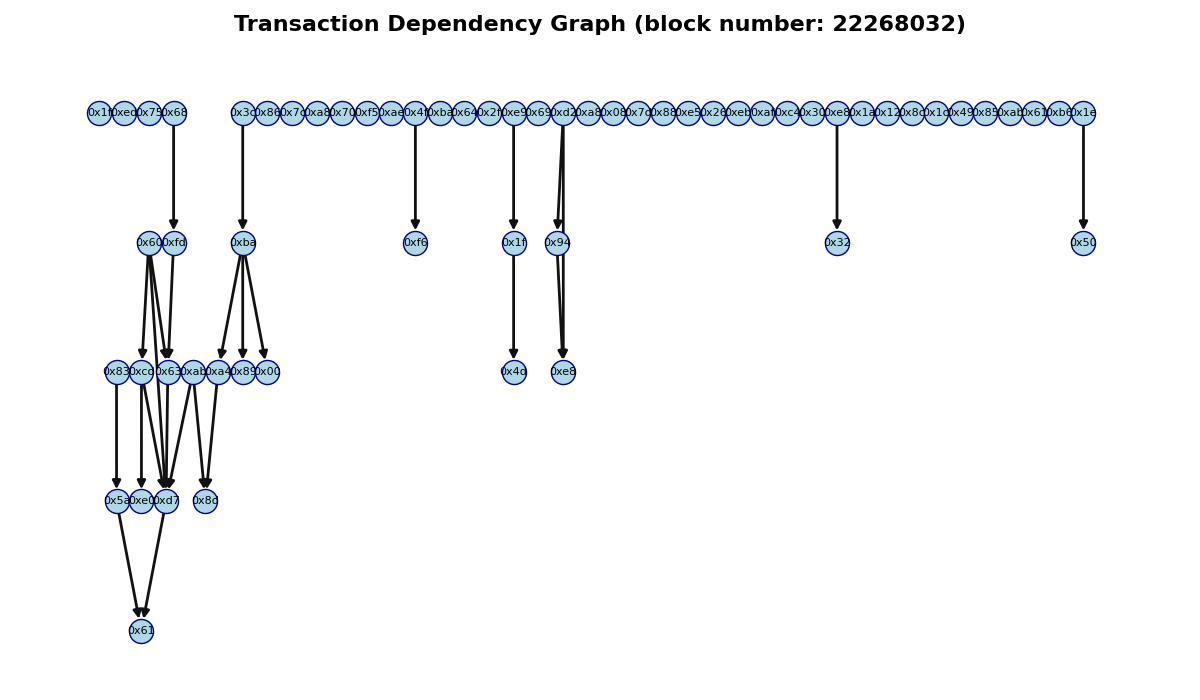 Transaction Dependency Graph (block number: 22268032)
0x1f 0xed 0x75 0x68 0x3c 0x86 0x7c 0xa8 0x70 0xf5 0xae 0x4f 0xba 0x64 0x2f 0xe9 0x69 0xd2 0xa8 0x08 0x7c 0x88 0xe5 0x26 0xeb 0xaf 0xc4 0x30 0xe8 0x1a 0x12 0x8c 0x1c 0x49 0x85 0xab 0x61 0xb6 0x1e
0x60 0xfd 0xba 0xf6 0x1f 0x94 0x32 0x50
0x83 0xcd 0x63 0xab 0xa4 0x89 0x00 0x4d 0xe8
0x5a 0xe0 0xd7 0x8d
0x61